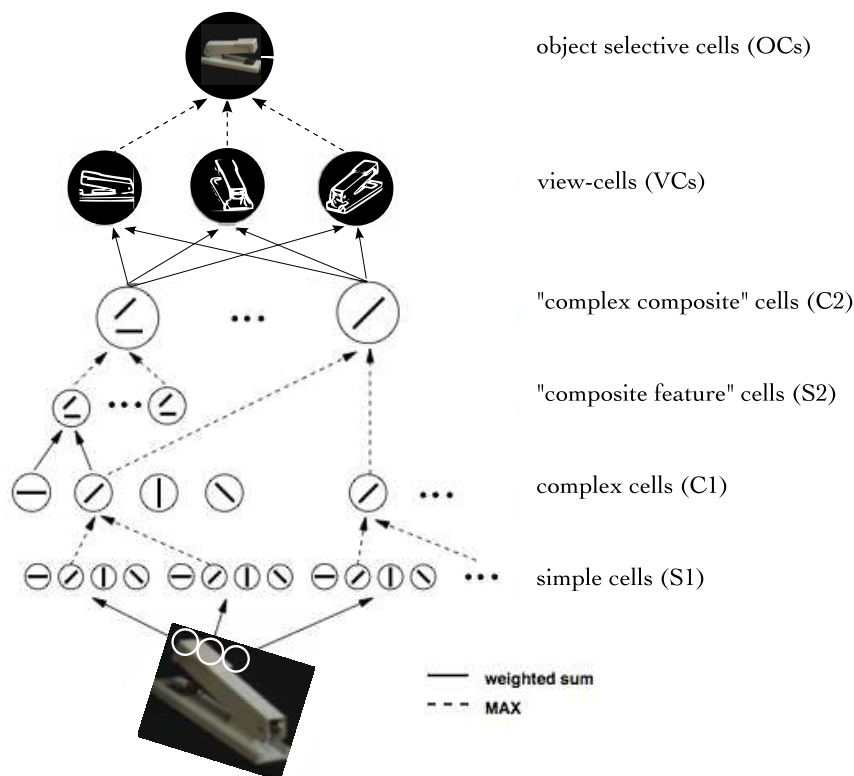 object selective cells (OCs)
view-cells (VCs)
"complex composite" cells (C2)
"composite feature" cells (S2)
complex cells (C1)
simple cells (S1)
weighted sum
MAX